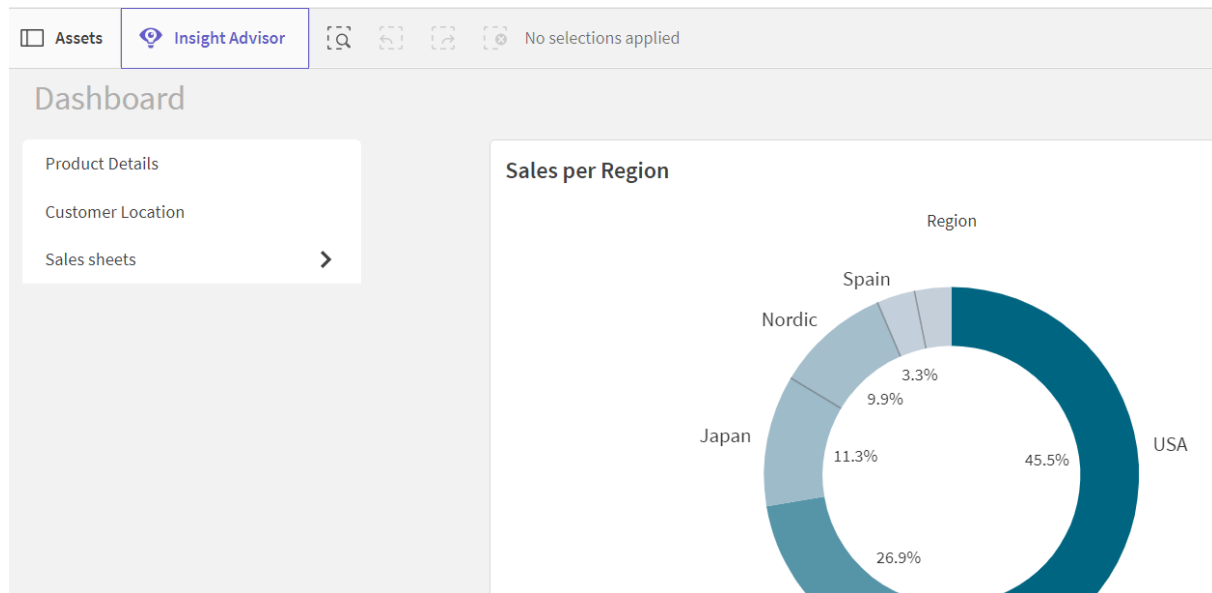 Assets Insight Advisor No selections applied
Dashboard
Product Details
Customer Location
Sales sheets
Sales per Region
Region
Spain
Nordic
3.3%
9.9%
Japan
11.3%
45.5%
USA
26.9%